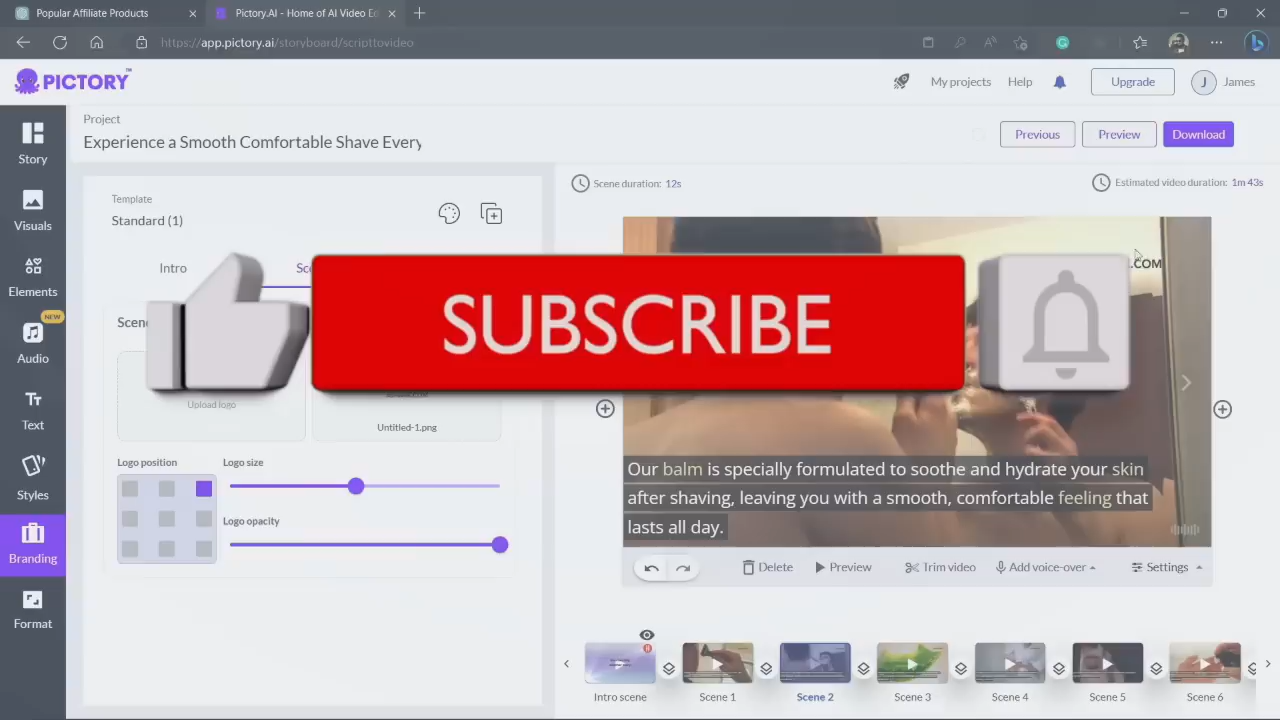 Popular Affiliate Products
Pictory.AI - Home of AI Video Ed
https://app.pictory.ai/storyboard/scripttovideo
PICTORY™
My projects
Help
Upgrade
J
James
Project
Experience a Smooth Comfortable Shave Every
Previous
Preview
Download
Story
Visuals
Elements
NEW
Audio
Text
Styles
Branding
Format
Template
Standard (1)
Intro
Scene duration: 12s
Estimated video duration: 1m 43s
.COM
SUBSCRIBE
Upload logo
Untitled-1.png
Logo position
Logo size
Logo opacity
Our balm is specially formulated to soothe and hydrate your skin
after shaving, leaving you with a smooth, comfortable feeling that
lasts all day.
Delete
Preview
Trim video
Add voice-over
Settings
Intro scene
Scene 1
Scene 2
Scene 3
Scene 4
Scene 5
Scene 6